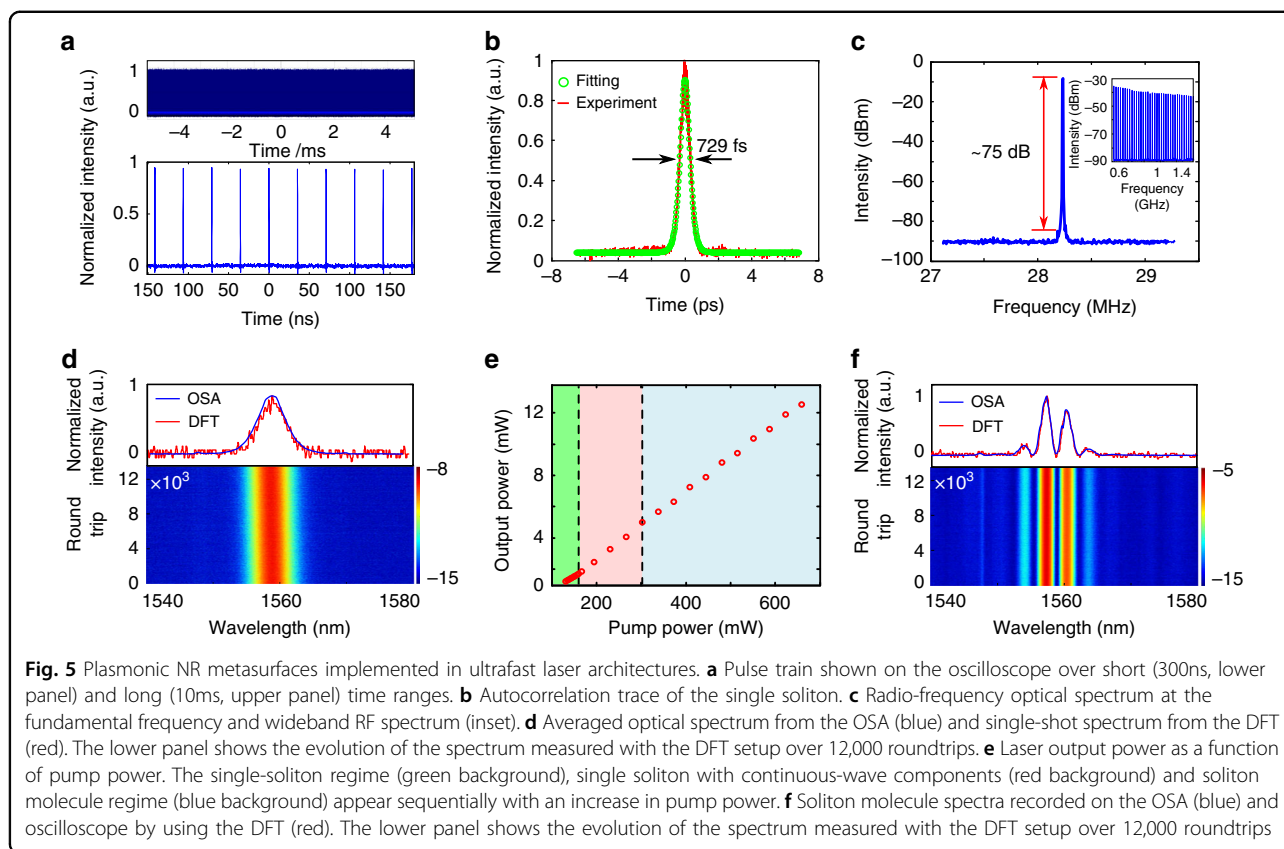 a
Normalized intensity (a.u.)
1
0
−4 −2 0 2 4
Time /ms
1
0.5
0
150 100 50 0 50 100 150
Time (ns)
b
Normalized intensity (a.u.)
1
0.8
0.6
0.4
0.2
0
Fitting
Experiment
729 fs
−8 −4 0 4 8
Time (ps)
c
Intensity (dBm)
0
−20
−40
−60
−80
−100
~75 dB
27 28 29
Frequency (MHz)
Intensity (dBm)
−30
−50
−70
−90
0.6 1 1.4
Frequency
(GHz)
d
Normalized
intensity (a.u.)
1
0
OSA
DFT
Round
trip
12
8
4
0
×10³
−8
−15
1540 1560 1580
Wavelength (nm)
e
Output power (mW)
12
8
4
0
200 400 600
Pump power (mW)
f
Normalized
intensity (a.u.)
1
0
OSA
DFT
Round
trip
12
8
4
0
×10³
−5
−15
1540 1560 1580
Wavelength (nm)
Fig. 5 Plasmonic NR metasurfaces implemented in ultrafast laser architectures. a Pulse train shown on the oscilloscope over short (300ns, lower
panel) and long (10ms, upper panel) time ranges. b Autocorrelation trace of the single soliton. c Radio-frequency optical spectrum at the
fundamental frequency and wideband RF spectrum (inset). d Averaged optical spectrum from the OSA (blue) and single-shot spectrum from the DFT
(red). The lower panel shows the evolution of the spectrum measured with the DFT setup over 12,000 roundtrips. e Laser output power as a function
of pump power. The single-soliton regime (green background), single soliton with continuous-wave components (red background) and soliton
molecule regime (blue background) appear sequentially with an increase in pump power. f Soliton molecule spectra recorded on the OSA (blue) and
oscilloscope by using the DFT (red). The lower panel shows the evolution of the spectrum measured with the DFT setup over 12,000 roundtrips